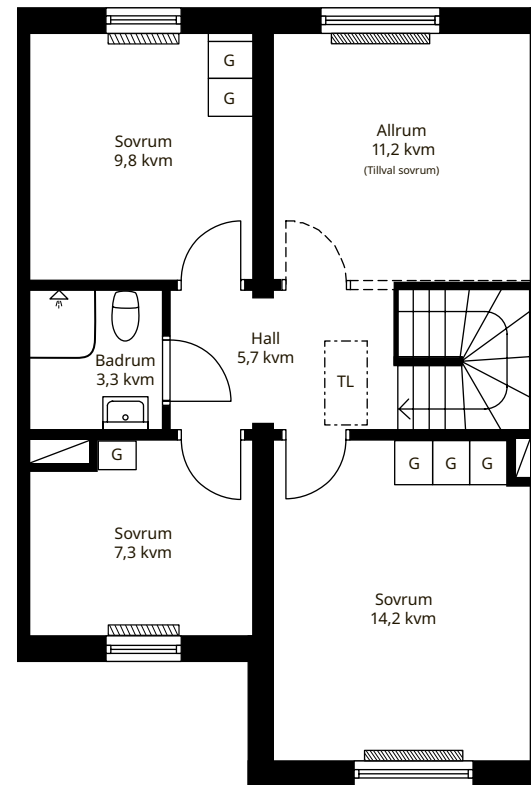 G
G
Sovrum
9,8 kvm
Allrum
11,2 kvm
(Tillval sovrum)
Hall
5,7 kvm
Badrum
3,3 kvm
TL
G
G
G
G
Sovrum
7,3 kvm
Sovrum
14,2 kvm